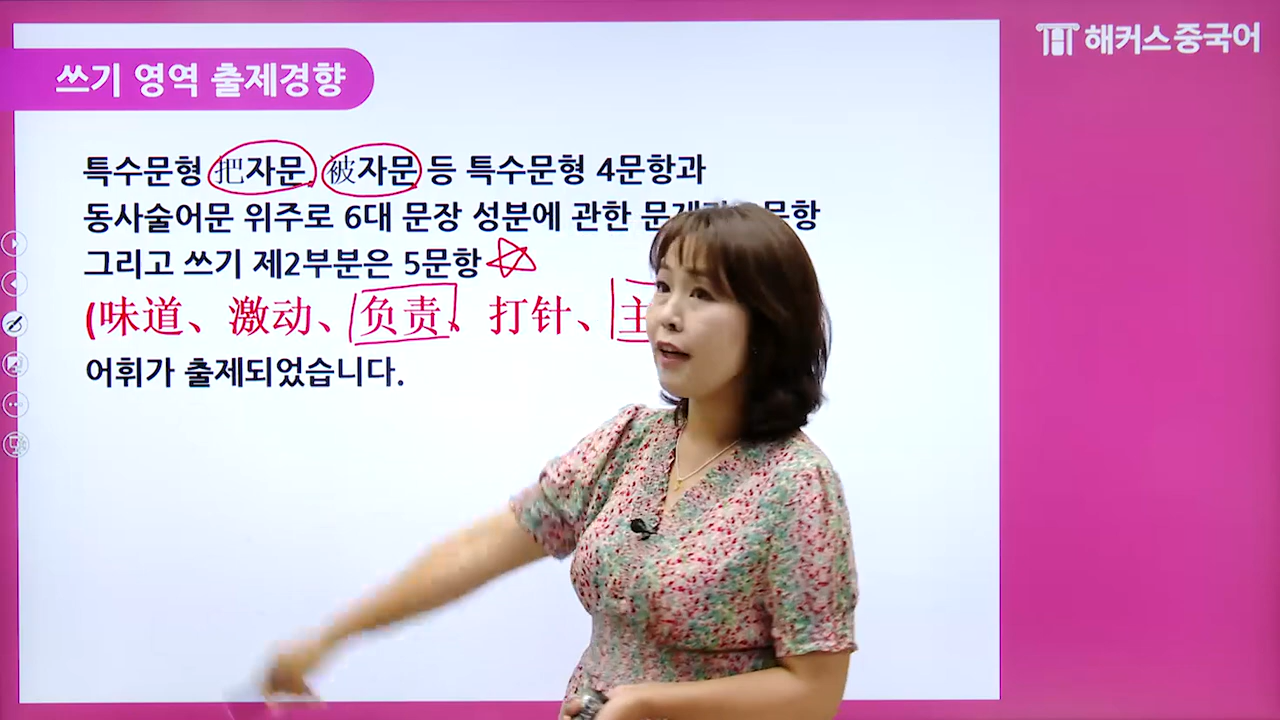 해커스중국어
쓰기 영역 출제경향
특수문형 把자문, 被자문 등 특수문형 4문항과
동사술어문 위주로 6대 문장 성분에 관한
그리고 쓰기 제2부분은 5문항
(味道、激动、负责、打针、主
어휘가 출제되었습니다.